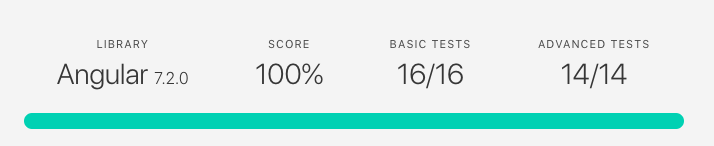 LIBRARY SCORE BASIC TESTS ADVANCED TESTS
Angular 7.2.0 100% 16/16 14/14